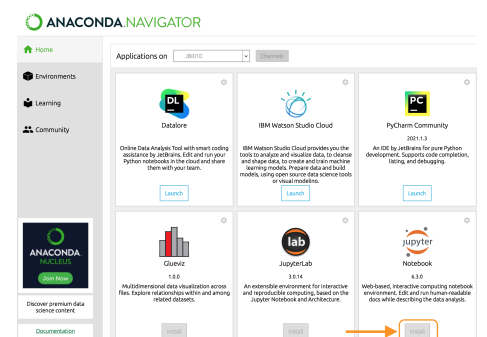 ANACONDA.NAVIGATOR
Home
Environments
Learning
Community
ANACONDA.
NUCLEUS
Join Now
Discover premium data
science content
Documentation
Applications on
Channels
DL
Datalore
Online Data Analysis Tool with smart coding
assistance by JetBrains. Edit and run your
Python notebooks in the cloud and share
them with your team.
Launch
IBM Watson Studio Cloud
IBM Watson Studio Cloud provides you the
tools to analyze and visualize data, to cleanse
and shape data, to create and train machine
learning models. Prepare data and build
models, using open source data science tools
or visual modeling.
Launch
PC
PyCharm Community
2021.1.3
An IDE by JetBrains for pure Python
development. Supports code completion,
listing, and debugging.
Launch
Glueviz
1.0.0
Multidimensional data visualization across
files. Explore relationships within and among
related datasets.
Install
lab
JupyterLab
3.0.14
An extensible environment for interactive
and reproducible computing, based on the
Jupyter Notebook and Architecture.
Install
jupyter
Notebook
6.3.0
Web-based, interactive computing notebook
environment. Edit and run human-readable
docs while describing the data analysis.
Install